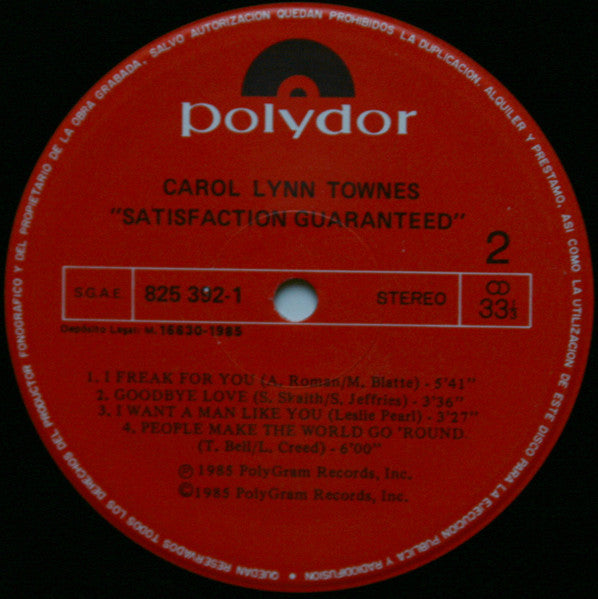 QUEDAN RESERVADOS TODOS LOS DERECHOS DEL PRODUCTOR FONOGRAFICO Y DEL PROPIETARIO DE LA OBRA GRABADA, SALVO AUTORIZACION QUEDAN PROHIBIDOS LA DUPLICACION, ALQUILER Y PRESTAMO, ASI COMO LA UTILIZACION DE ESTE DISCO PARA LA EJECUCION PUBLICA Y RADIODIFUSION •
polydor
CAROL LYNN TOWNES
"SATISFACTION GUARANTEED"
2
S.G.A.E.
825 392-1
STEREO
33⅓
Depósito Legal: M. 16630-1985
1. I FREAK FOR YOU (A. Roman/M. Blatte) - 5'41"
2. GOODBYE LOVE (S. Skaith/S. Jeffries) - 3'36"
3. I WANT A MAN LIKE YOU (Leslie Pearl) - 3'27"
4. PEOPLE MAKE THE WORLD GO 'ROUND
(T. Bell/L. Creed) - 6'00"
℗ 1985 PolyGram Records, Inc.
©1985 PolyGram Records, Inc.